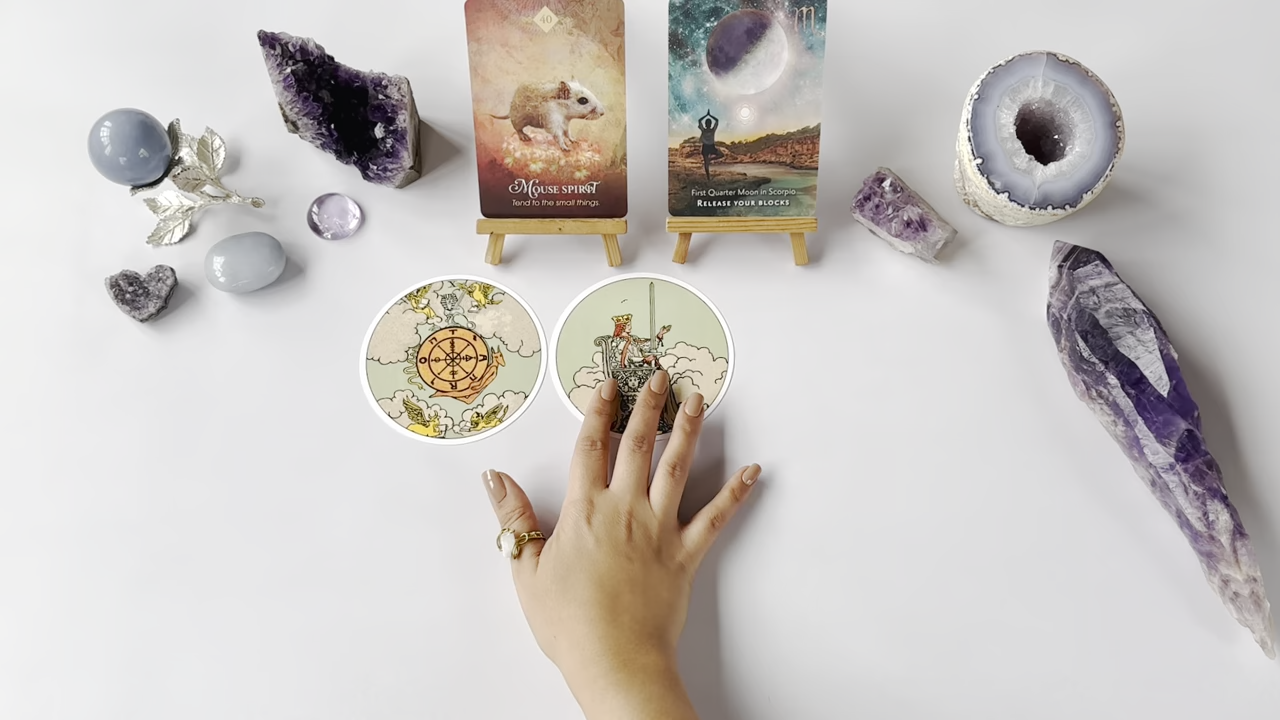 40
MOUSE SPIRIT
Tend to the small things.
First Quarter Moon in Scorpio
RELEASE YOUR BLOCKS